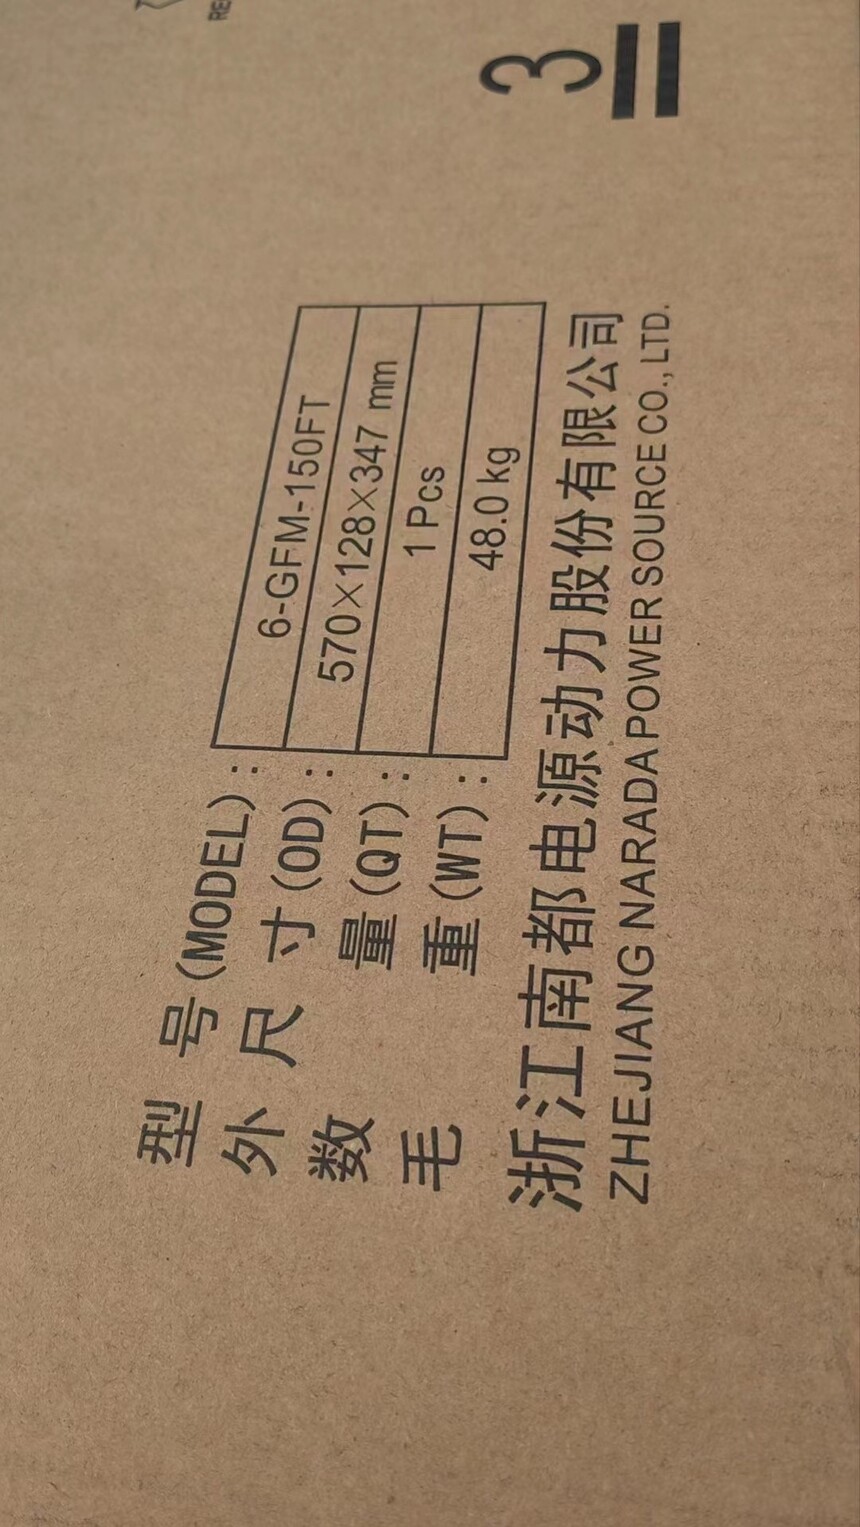 型 号(MODEL): 6-GFM-150FT
外 尺 寸(OD): 570×128×347 mm
数 量(QT): 1 Pcs
毛 重(WT): 48.0 kg
浙江南都电源动力股份有限公司
ZHEJIANG NARADA POWER SOURCE CO., LTD.
3